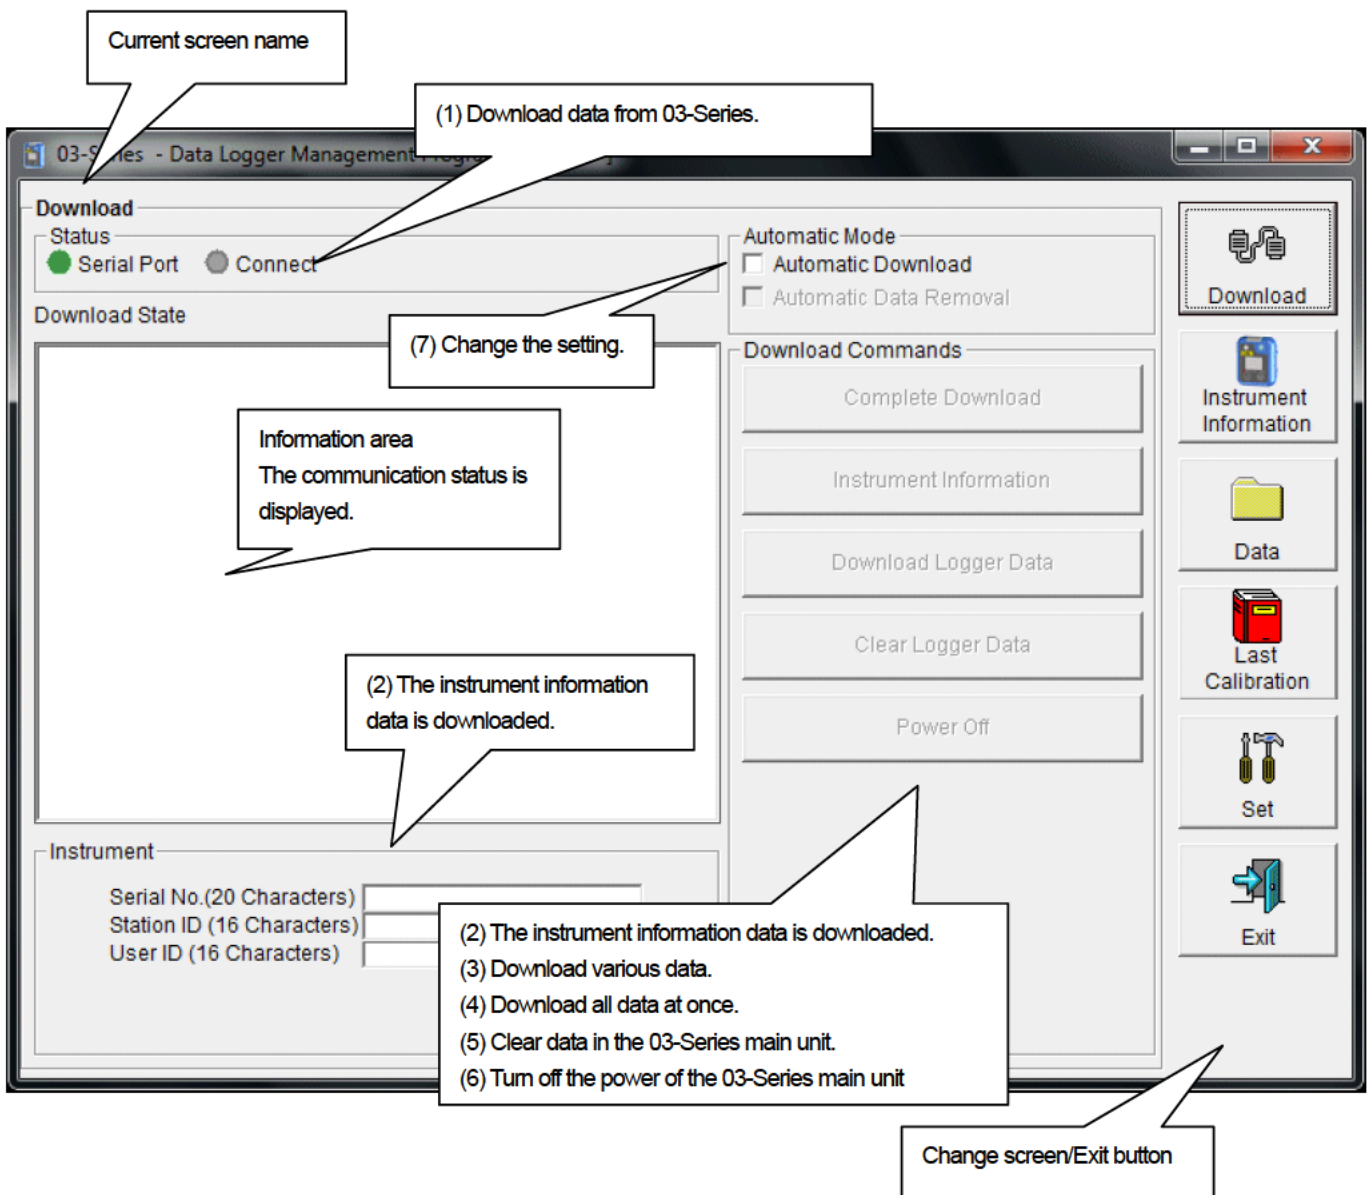 Current screen name
(1) Download data from 03-Series.
03-Series - Data Logger Management
Download
Status
Serial Port
Connect
Automatic Mode
Automatic Download
Automatic Data Removal
Download
Download State
(7) Change the setting.
Download Commands
Complete Download
Instrument
Information
Information area
The communication status is
displayed.
Instrument Information
Data
Download Logger Data
Clear Logger Data
Last
Calibration
(2) The instrument information
data is downloaded.
Power Off
Set
Instrument
Serial No.(20 Characters)
Station ID (16 Characters)
User ID (16 Characters)
(2) The instrument information data is downloaded.
(3) Download various data.
(4) Download all data at once.
(5) Clear data in the 03-Series main unit.
(6) Turn off the power of the 03-Series main unit
Exit
Change screen/Exit button